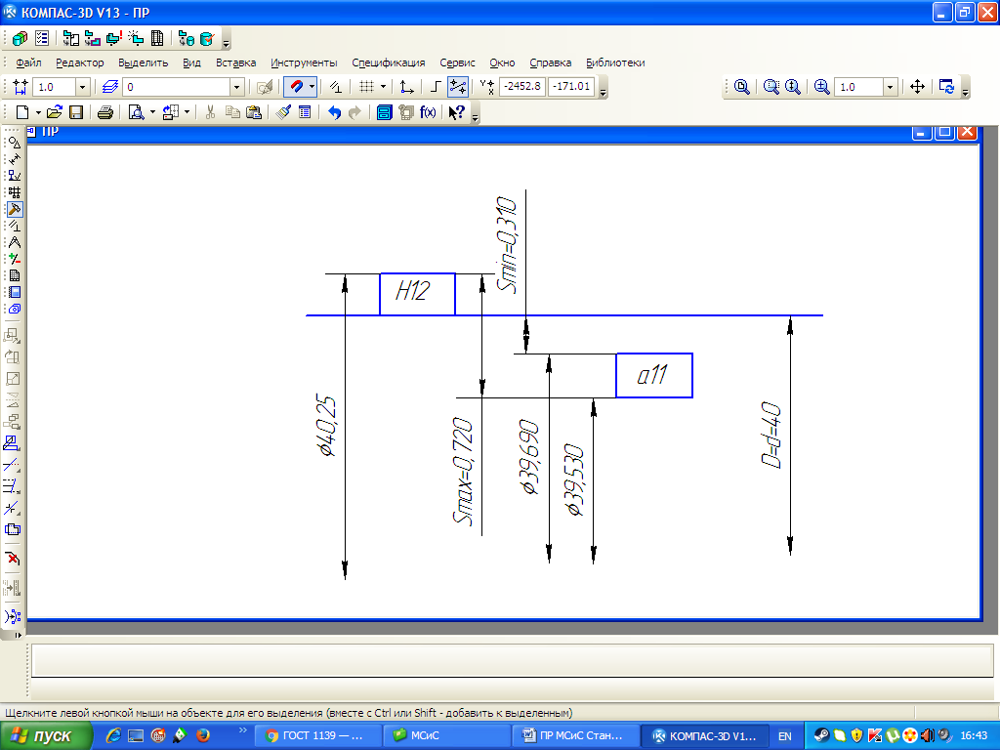 КОМПАС-3D V13 - ПР
Файл Редактор Выделить Вид Вставка Инструменты Спецификация Сервис Окно Справка Библиотеки
1.0 0 -2452.8 -171.01 1.0
f(x)
ПР
Smin=0,310
H12
a11
⌀40,25
Smax=0,720
⌀39,690
⌀39,530
D=d=40
Щелкните левой кнопкой мыши на объекте для его выделения (вместе с Ctrl или Shift - добавить к выделенным)
пуск ГОСТ 1139 — ... МСиС ПР МСиС Стан... КОМПАС-3D V1... EN 16:43